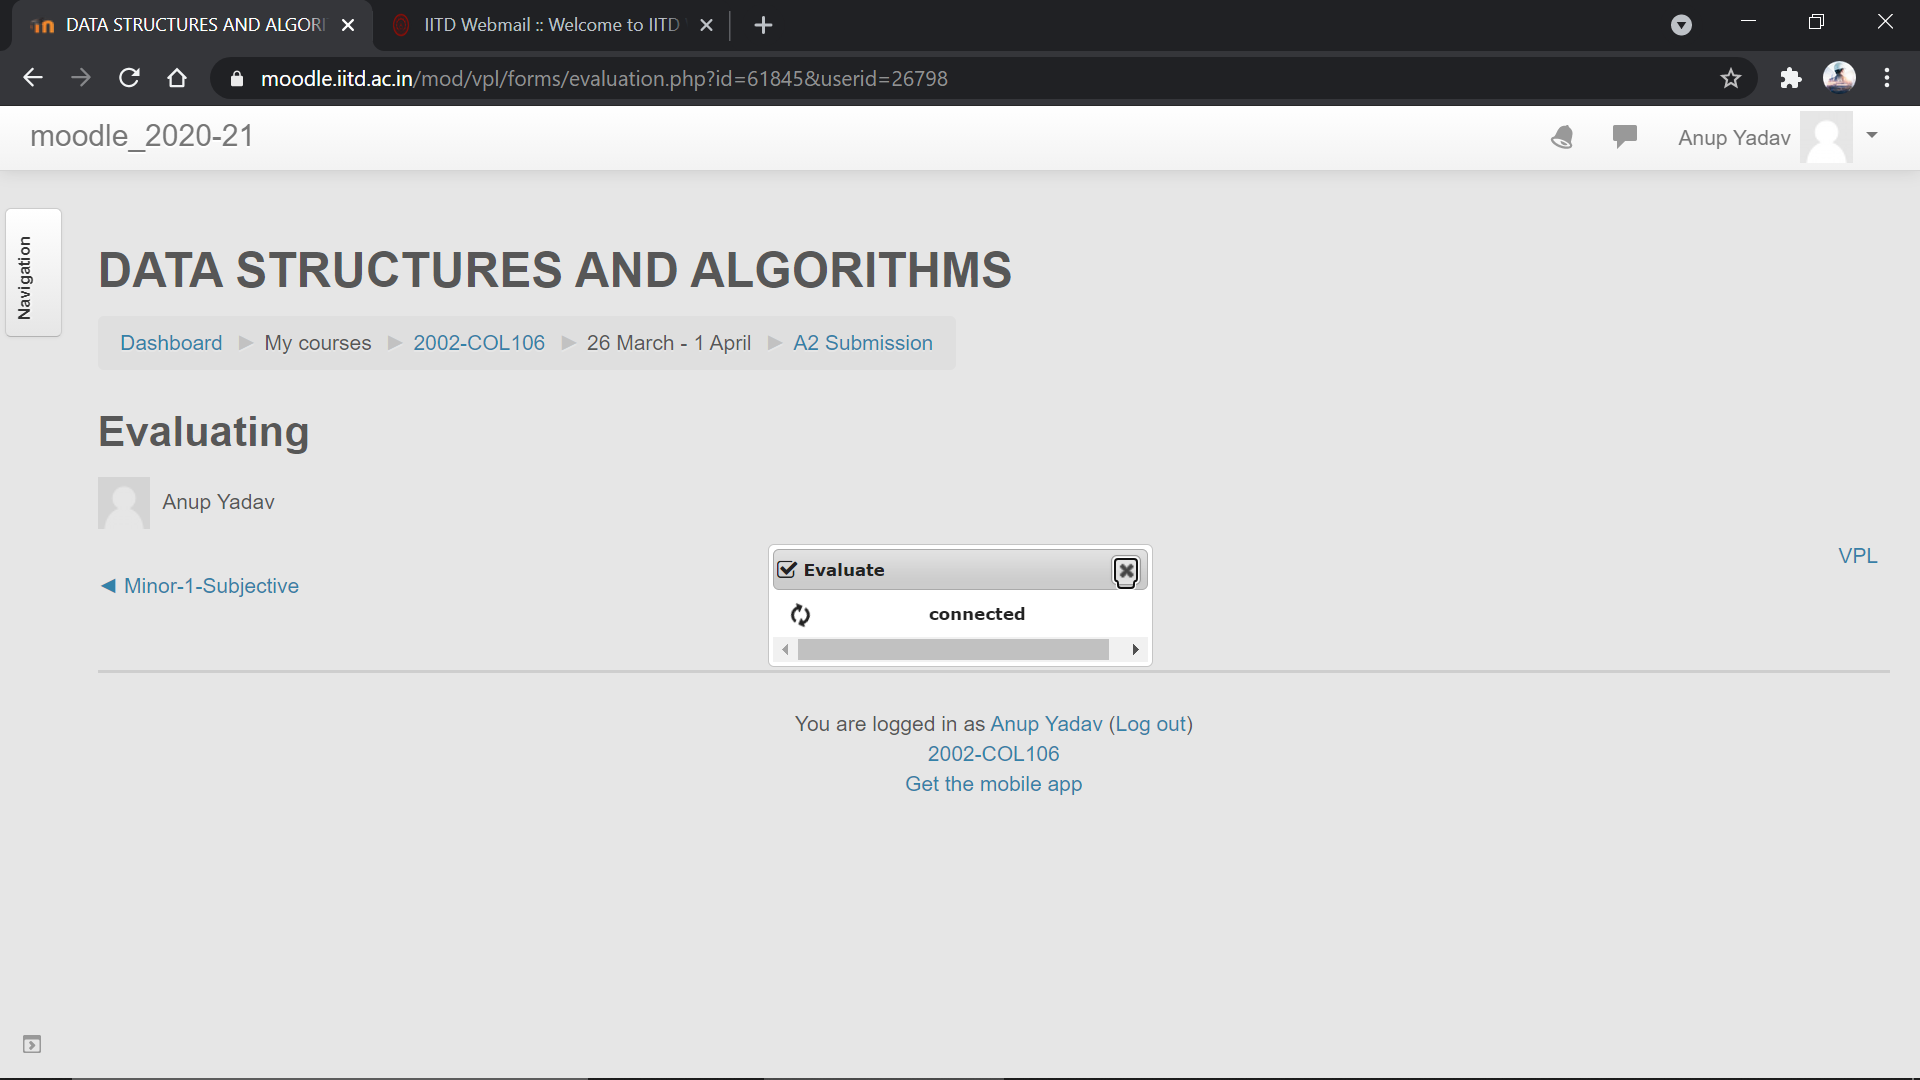 DATA STRUCTURES AND ALGORI
IITD Webmail :: Welcome to IITD
moodle.iitd.ac.in/mod/vpl/forms/evaluation.php?id=61845&userid=26798
moodle_2020-21
Anup Yadav
Navigation
DATA STRUCTURES AND ALGORITHMS
Dashboard ► My courses ► 2002-COL106 ► 26 March - 1 April ► A2 Submission
Evaluating
Anup Yadav
VPL
◄ Minor-1-Subjective
Evaluate
connected
You are logged in as Anup Yadav (Log out)
2002-COL106
Get the mobile app